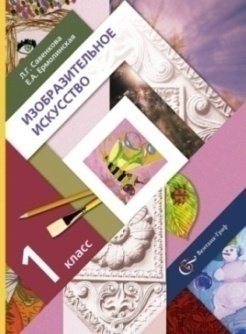 Л.Г. Савенкова
Е.А. Ермолинская
ИЗОБРАЗИТЕЛЬНОЕ
ИСКУССТВО
1
класс
Вентана-Граф